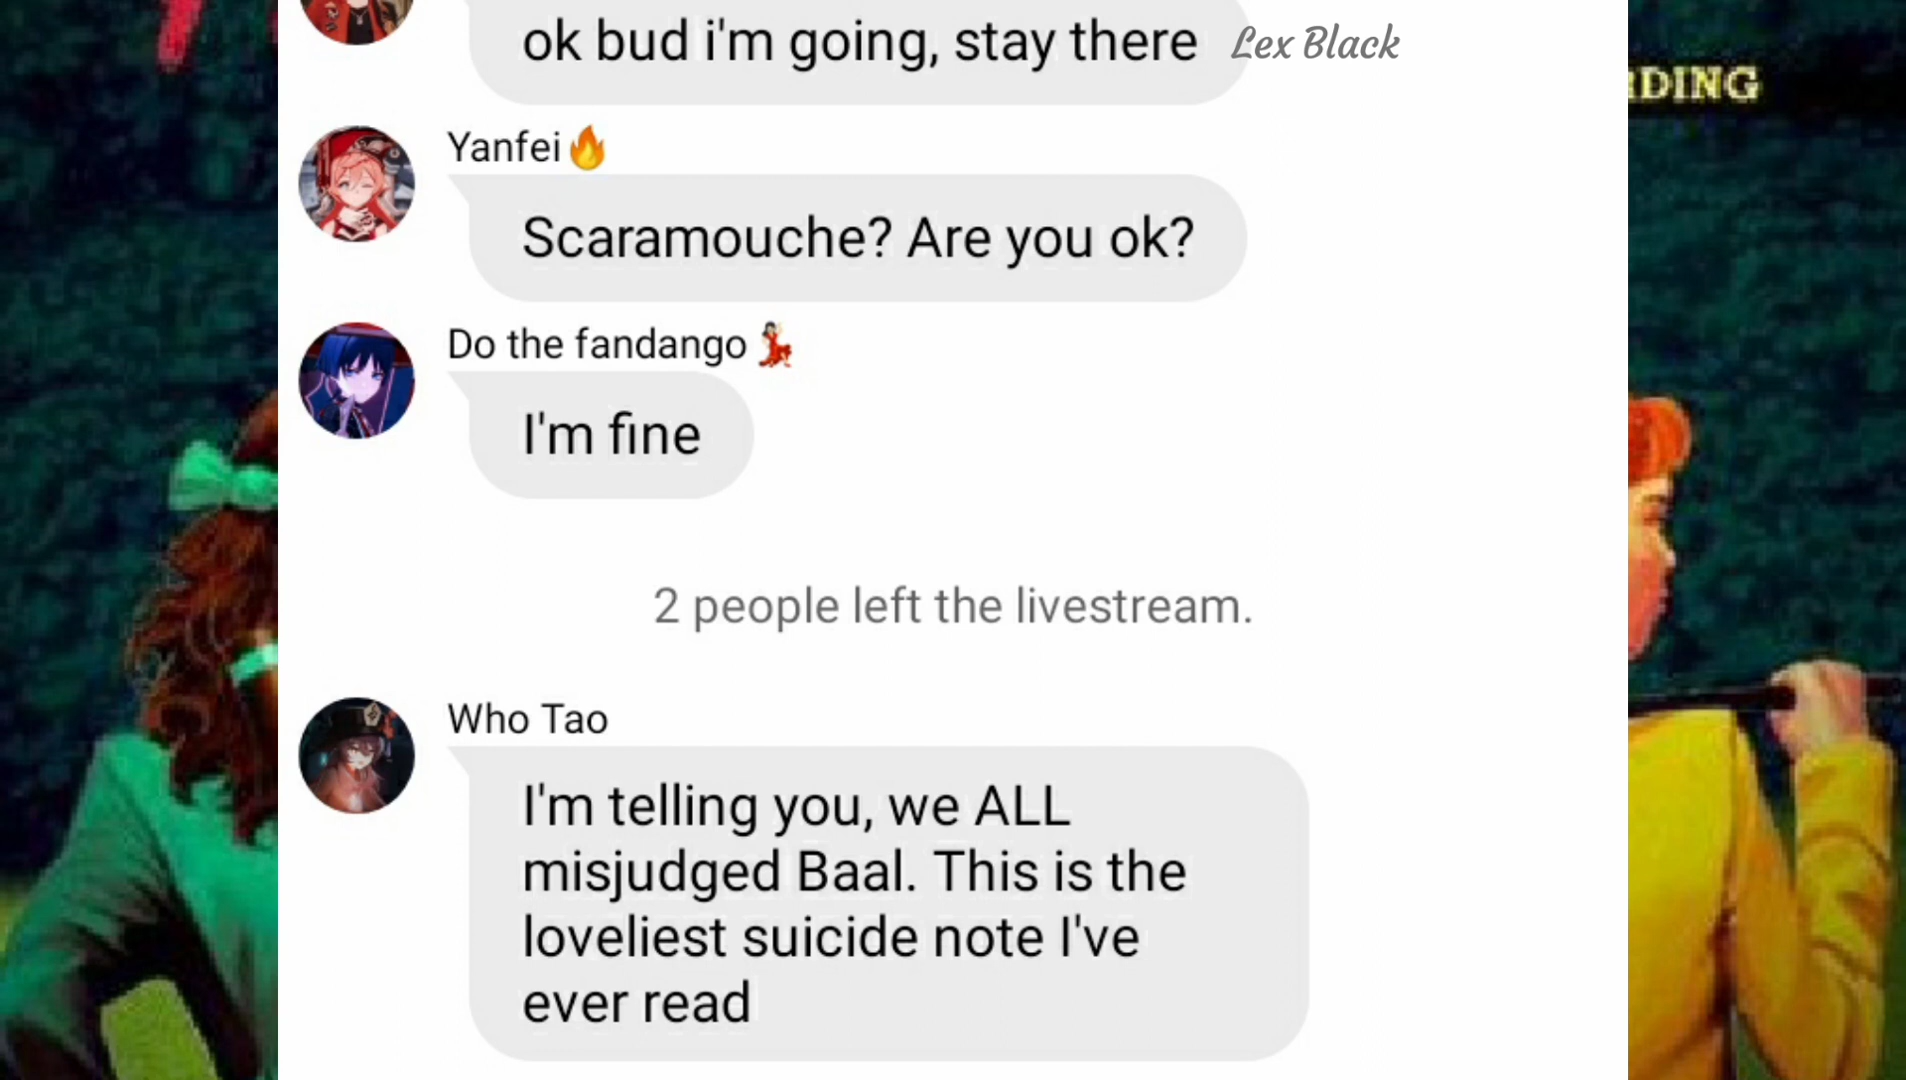 ok bud i'm going, stay there Lex Black
DING
Yanfei🔥
Scaramouche? Are you ok?
Do the fandango💃
I'm fine
2 people left the livestream.
Who Tao
I'm telling you, we ALL
misjudged Baal. This is the
loveliest suicide note I've
ever read